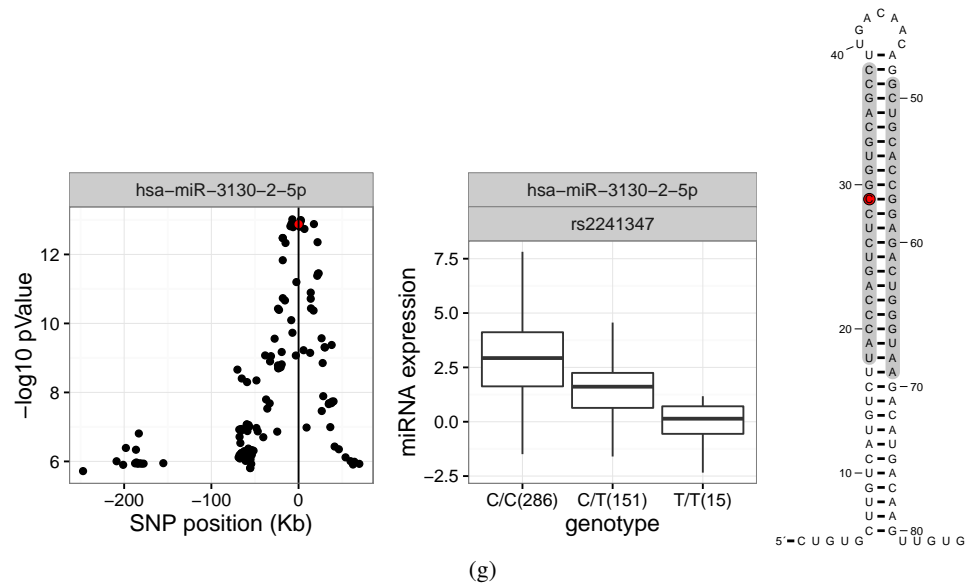 hsa−miR−3130−2−5p
−log10 pValue
12
10
8
6
−200
−100
0
SNP position (Kb)
hsa−miR−3130−2−5p
rs2241347
miRNA expression
7.5
5.0
2.5
0.0
−2.5
C/C(286)
C/T(151)
T/T(15)
genotype
A C A
G A
U C
40 U A
C G
C G
G C 50
A U
C G
G C
U A
G C
30 G C
G
C G
U A
C G 60
U A
G C
A U
C G
C G
20 C G
A U
U A
U A
C G 70
U A
G C
U A
A U
C G
10 U A
G C
U A
U A
C G 80
5´ C U G U G U U G U G
(g)